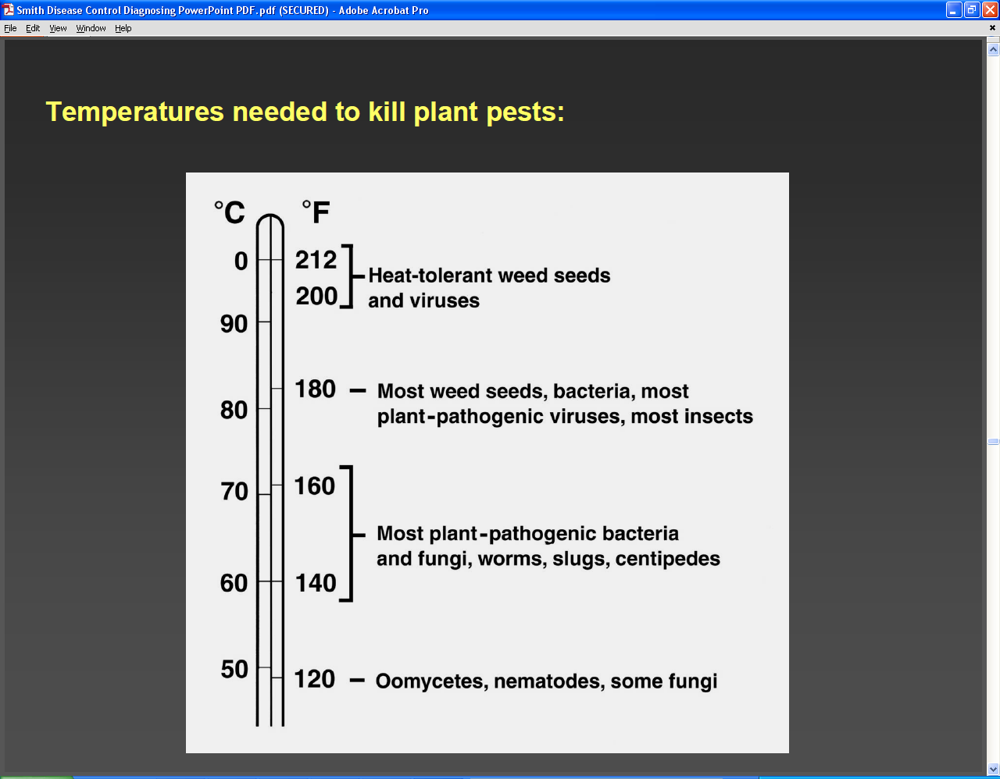 Smith Disease Control Diagnosing PowerPoint PDF.pdf (SECURED) - Adobe Acrobat Pro
File Edit View Window Help
Temperatures needed to kill plant pests:
°C °F
0 212
Heat-tolerant weed seeds
200
and viruses
90
180 – Most weed seeds, bacteria, most
80
plant-pathogenic viruses, most insects
70 160
Most plant-pathogenic bacteria
and fungi, worms, slugs, centipedes
60 140
50 120 – Oomycetes, nematodes, some fungi